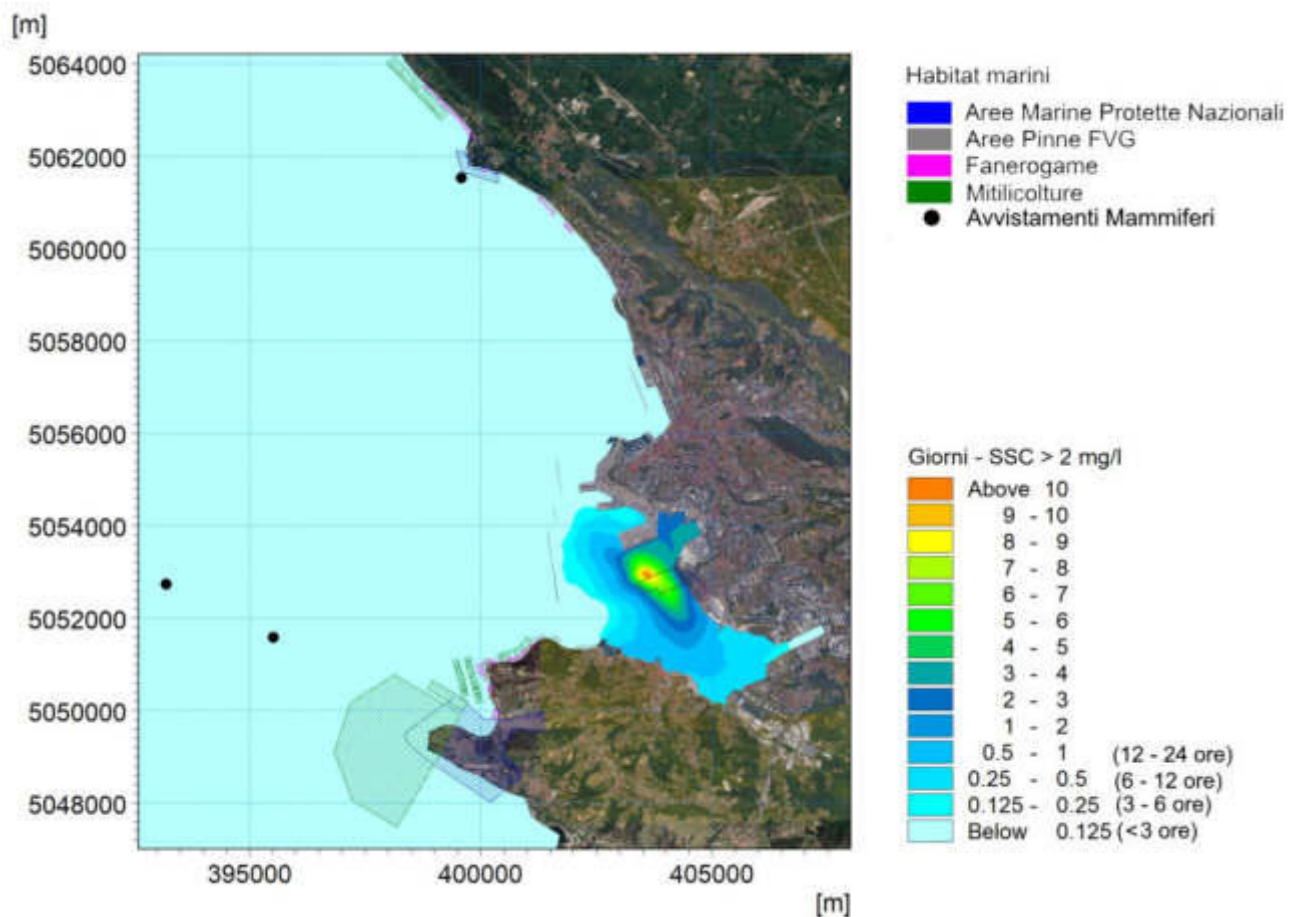 [m]
5064000
5062000
5060000
5058000
5056000
5054000
5052000
5050000
5048000
395000 400000 405000
[m]
Habitat marini
Aree Marine Protette Nazionali
Aree Pinne FVG
Fanerogame
Mitilicolture
Avvistamenti Mammiferi
Giorni - SSC > 2 mg/l
Above 10
9 - 10
8 - 9
7 - 8
6 - 7
5 - 6
4 - 5
3 - 4
2 - 3
1 - 2
0.5 - 1 (12 - 24 ore)
0.25 - 0.5 (6 - 12 ore)
0.125 - 0.25 (3 - 6 ore)
Below 0.125 (<3 ore)